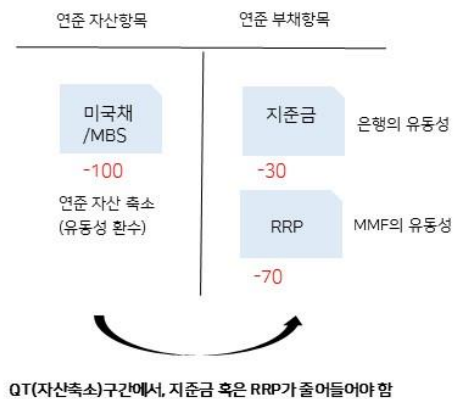 연준 자산항목
연준 부채항목
미국채
/MBS
-100
연준 자산 축소
(유동성 환수)
지준금
은행의 유동성
-30
RRP
MMF의 유동성
-70
QT(자산축소)구간에서, 지준금 혹은 RRP가 줄어들어야 함